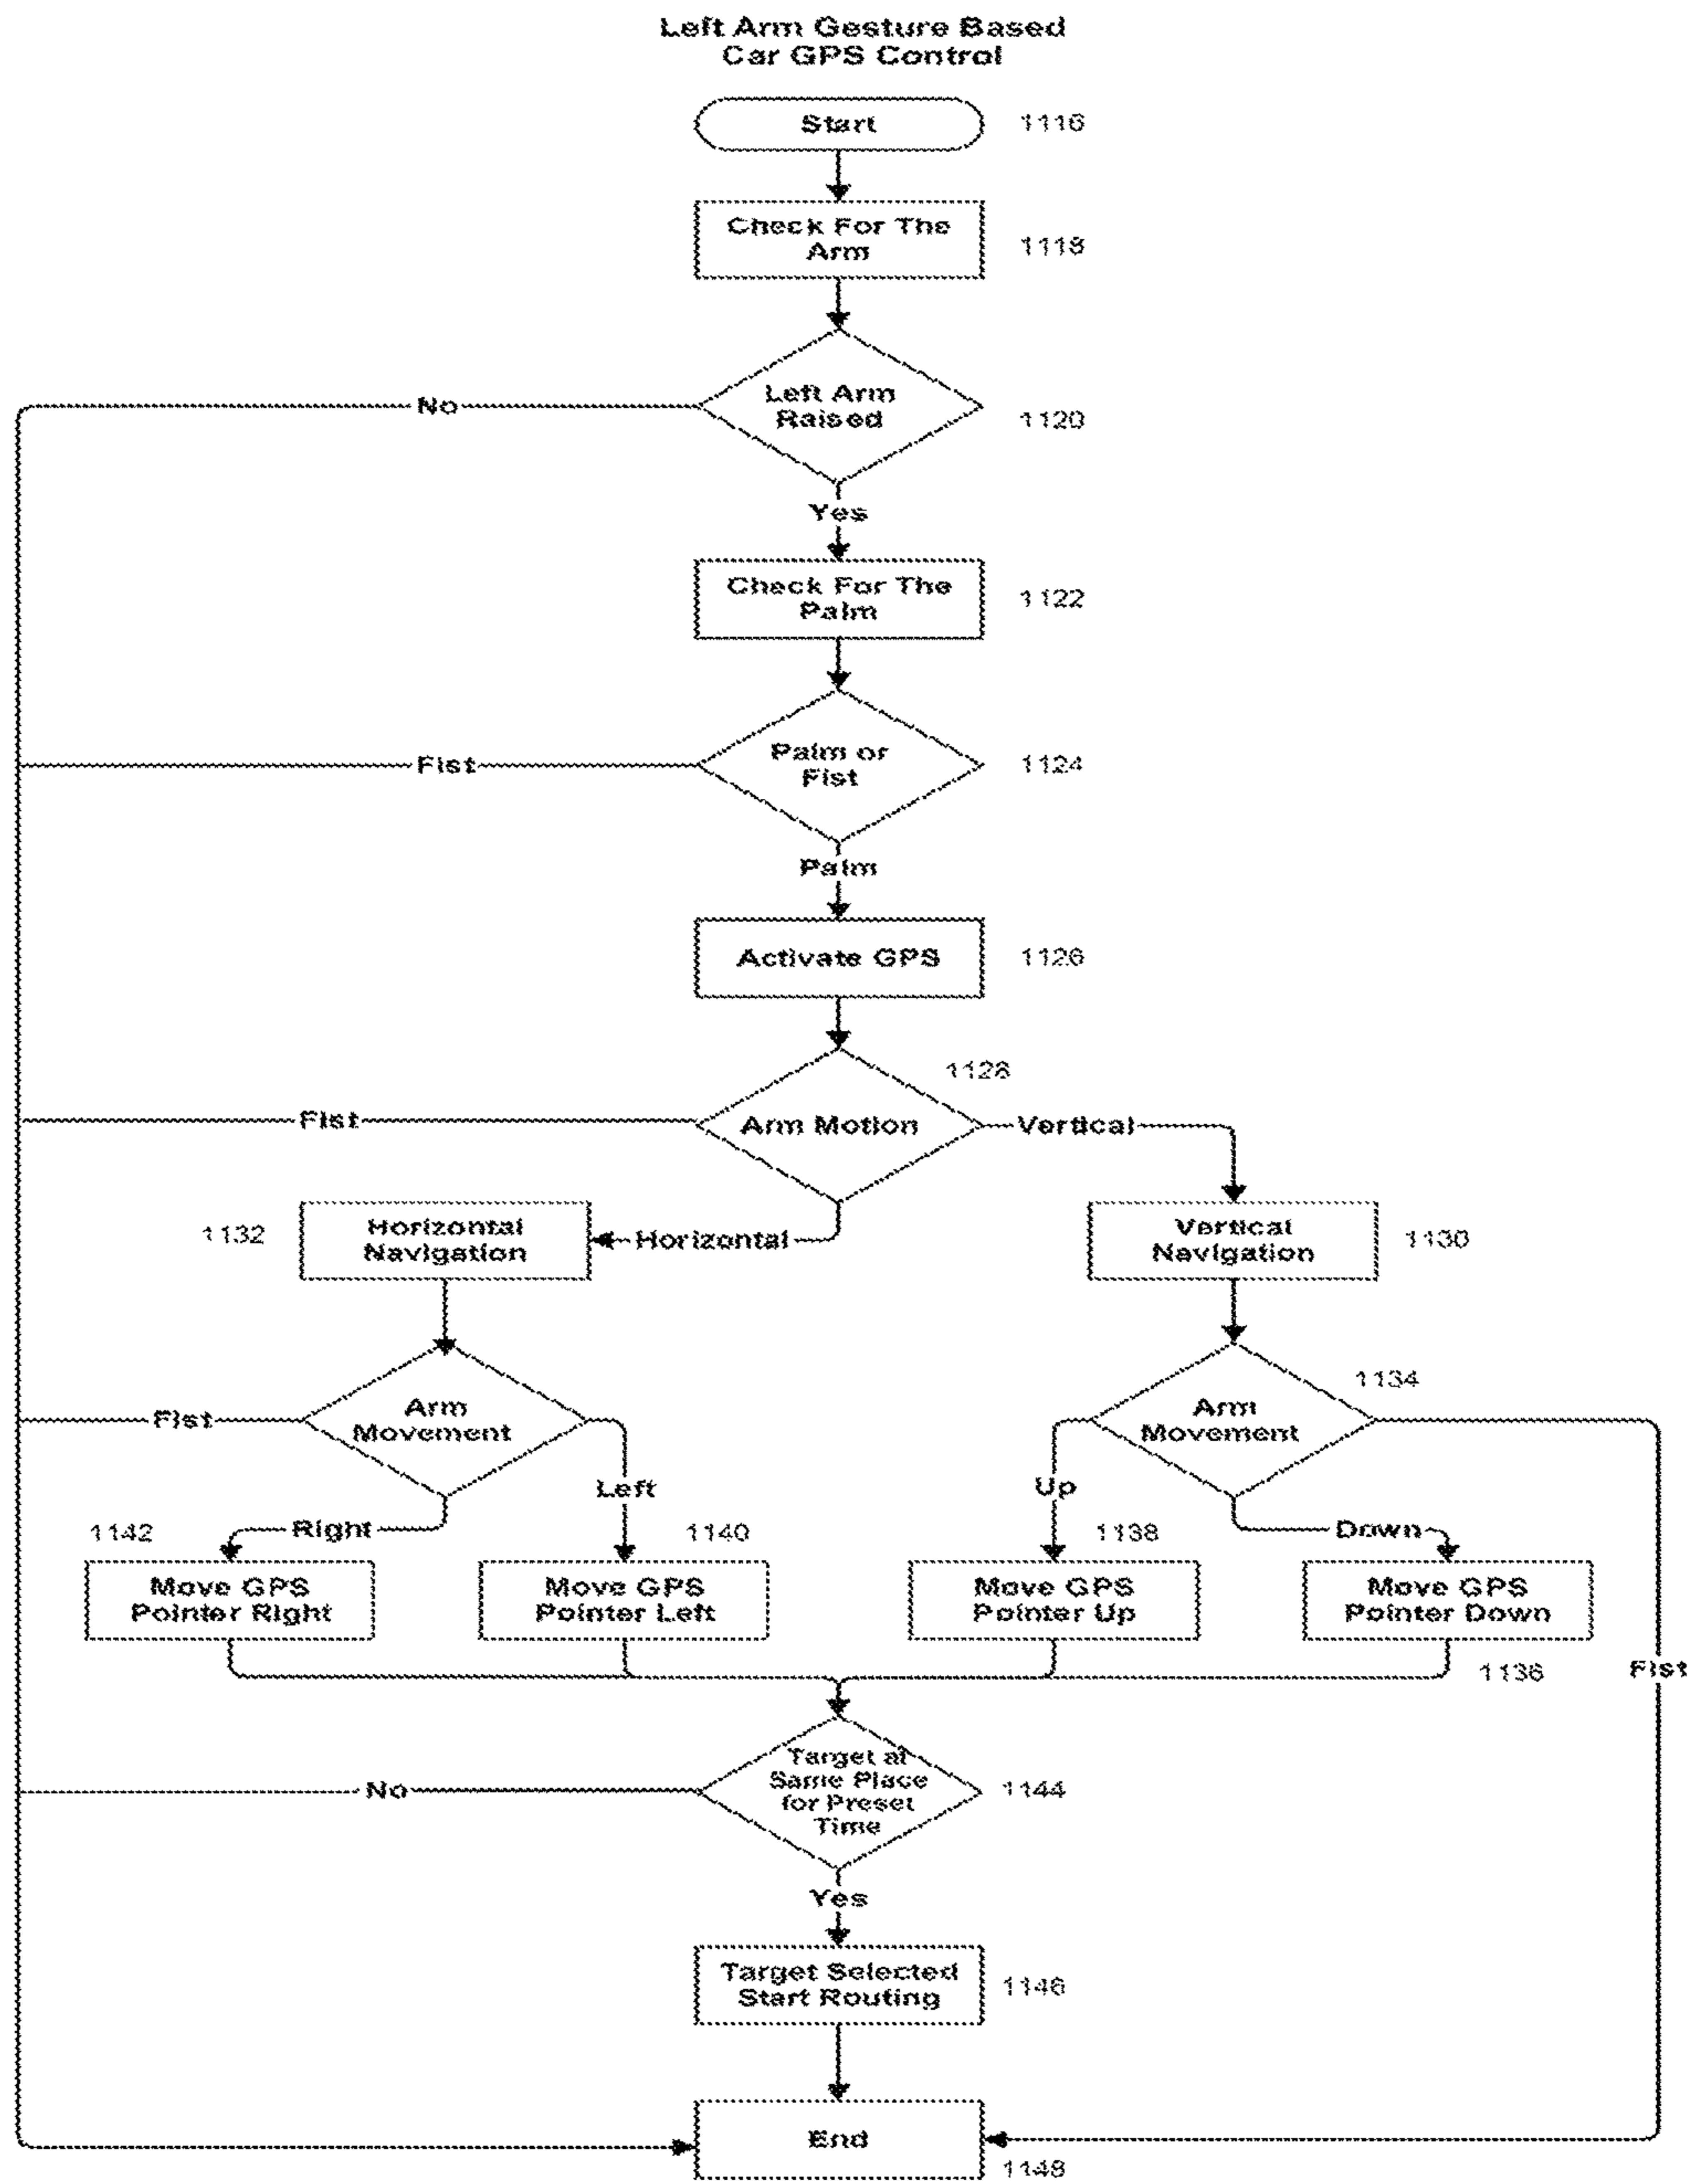 Left Arm Gesture Based
Car GPS Control
Start
1116
Check For The
Arm
1118
Left Arm
Raised
1120
No
Yes
Check For The
Palm
1122
Palm or
Fist
1124
Fist
Palm
Activate GPS
1126
1128
Arm Motion
Fist
Vertical
Horizontal
1132
Horizontal
Navigation
Vertical
Navigation
1130
1134
Arm
Movement
Arm
Movement
Fist
Left
Up
Right
Down
1142
1140
1138
Move GPS
Pointer Right
Move GPS
Pointer Left
Move GPS
Pointer Up
Move GPS
Pointer Down
1136
Fist
Target at
Same Place
for Preset
Time
1144
No
Yes
Target Selected
Start Routing
1146
End
1148